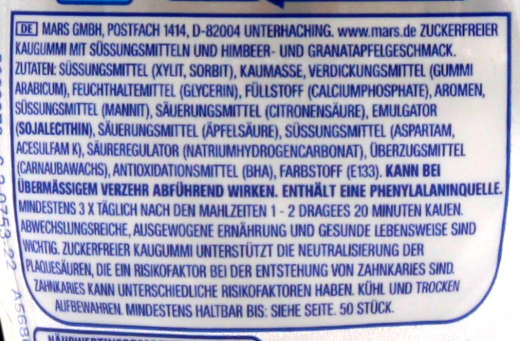 DE MARS GMBH, POSTFACH 1414, D-82004 UNTERHACHING. www.mars.de ZUCKERFREIER
KAUGUMMI MIT SÜSSUNGSMITTELN UND HIMBEER- UND GRANATAPFELGESCHMACK.
ZUTATEN: SÜSSUNGSMITTEL (XYLIT, SORBIT), KAUMASSE, VERDICKUNGSMITTEL (GUMMI
ARABICUM), FEUCHTHALTEMITTEL (GLYCERIN), FÜLLSTOFF (CALCIUMPHOSPHATE), AROMEN,
SÜSSUNGSMITTEL (MANNIT), SÄUERUNGSMITTEL (CITRONENSÄURE), EMULGATOR
(SOJALECITHIN), SÄUERUNGSMITTEL (ÄPFELSÄURE), SÜSSUNGSMITTEL (ASPARTAM,
ACESULFAM K), SÄUREREGULATOR (NATRIUMHYDROGENCARBONAT), ÜBERZUGSMITTEL
(CARNAUBAWACHS), ANTIOXIDATIONSMITTEL (BHA), FARBSTOFF (E133). KANN BEI
ÜBERMÄSSIGEM VERZEHR ABFÜHREND WIRKEN. ENTHÄLT EINE PHENYLALANINQUELLE.
MINDESTENS 3 X TÄGLICH NACH DEN MAHLZEITEN 1 - 2 DRAGEES 20 MINUTEN KAUEN.
ABWECHSLUNGSREICHE, AUSGEWOGENE ERNÄHRUNG UND GESUNDE LEBENSWEISE SIND
WICHTIG. ZUCKERFREIER KAUGUMMI UNTERSTÜTZT DIE NEUTRALISIERUNG DER
PLAQUESÄUREN, DIE EIN RISIKOFAKTOR BEI DER ENTSTEHUNG VON ZAHNKARIES SIND.
ZAHNKARIES KANN UNTERSCHIEDLICHE RISIKOFAKTOREN HABEN. KÜHL UND TROCKEN
AUFBEWAHREN. MINDESTENS HALTBAR BIS: SIEHE SEITE. 50 STÜCK.